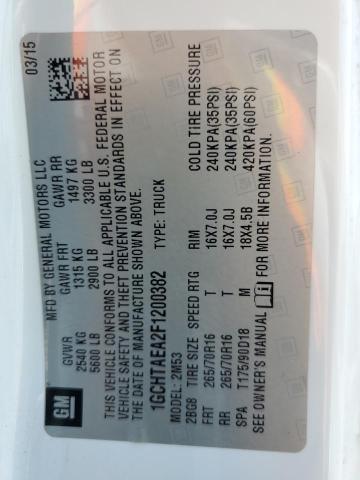 GM
MFD BY GENERAL MOTORS LLC 03/15
GVWR GAWR FRT GAWR RR
2540 KG 1315 KG 1497 KG
5600 LB 2900 LB 3300 LB
THIS VEHICLE CONFORMS TO ALL APPLICABLE U.S. FEDERAL MOTOR
VEHICLE SAFETY AND THEFT PREVENTION STANDARDS IN EFFECT ON
THE DATE OF MANUFACTURE SHOWN ABOVE.
1GCHTAEA2F1200382 TYPE: TRUCK
MODEL: 2M53
2BGB TIRE SIZE SPEED RTG RIM COLD TIRE PRESSURE
FRT 265/70R16 T 16X7.0J 240KPA(35PSI)
RR 265/70R16 T 16X7.0J 240KPA(35PSI)
SPA T175/90D18 M 18X4.5B 420KPA(60PSI)
SEE OWNER'S MANUAL FOR MORE INFORMATION.